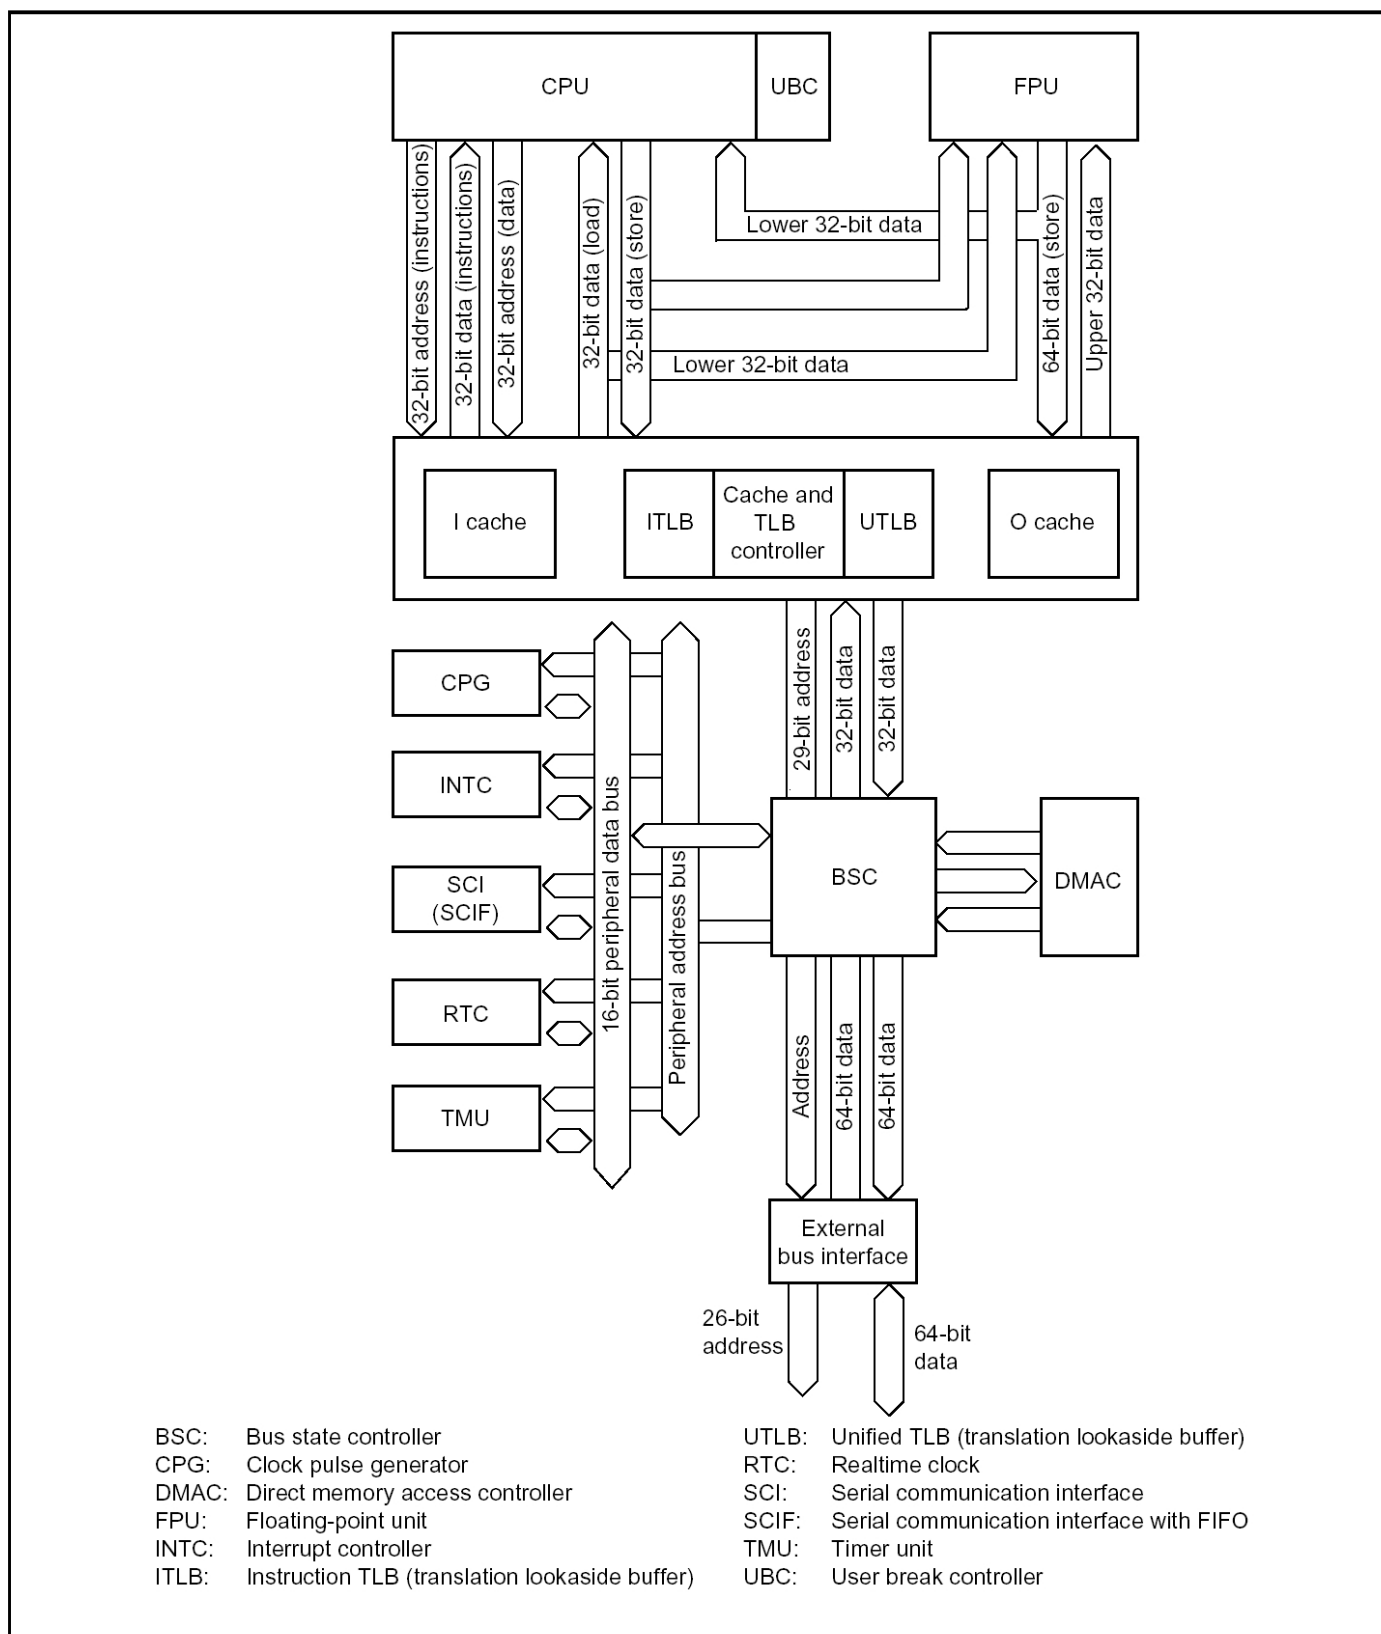 CPU
UBC
FPU
32-bit address (instructions)
32-bit data (instructions)
32-bit address (data)
32-bit data (load)
32-bit data (store)
Lower 32-bit data
Lower 32-bit data
64-bit data (store)
Upper 32-bit data
I cache
ITLB
Cache and
TLB
controller
UTLB
O cache
29-bit address
32-bit data
32-bit data
CPG
INTC
SCI
(SCIF)
RTC
TMU
16-bit peripheral data bus
Peripheral address bus
BSC
DMAC
Address
64-bit data
64-bit data
External
bus interface
26-bit
address
64-bit
data
BSC: Bus state controller
CPG: Clock pulse generator
DMAC: Direct memory access controller
FPU: Floating-point unit
INTC: Interrupt controller
ITLB: Instruction TLB (translation lookaside buffer)
UTLB: Unified TLB (translation lookaside buffer)
RTC: Realtime clock
SCI: Serial communication interface
SCIF: Serial communication interface with FIFO
TMU: Timer unit
UBC: User break controller